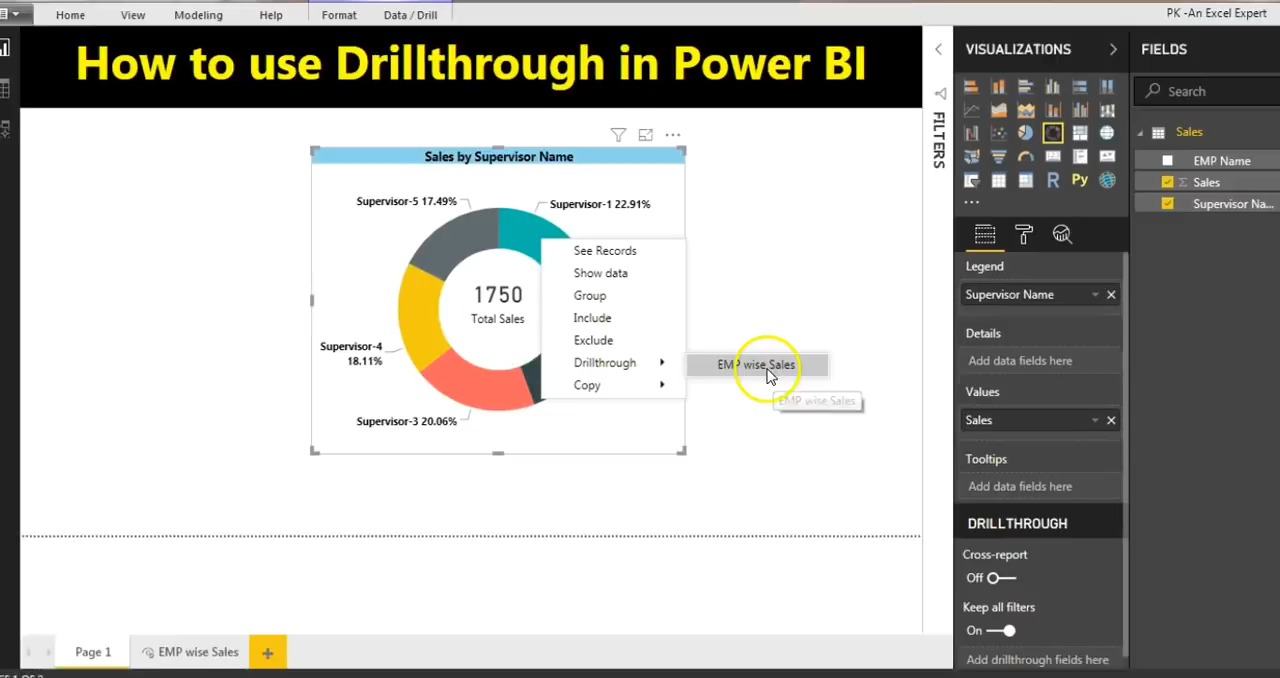 Home View Modeling Help Format Data / Drill PK -An Excel Expert
How to use Drillthrough in Power BI
VISUALIZATIONS
FIELDS
FILTERS
Search
Sales
EMP Name
Sales
Supervisor Na...
Sales by Supervisor Name
Supervisor-5 17.49%
Supervisor-1 22.91%
1750
Total Sales
Supervisor-4
18.11%
Supervisor-3 20.06%
See Records
Show data
Group
Include
Exclude
Drillthrough
Copy
EMP wise Sales
EMP wise Sales
R Py
Legend
Supervisor Name
Details
Add data fields here
Values
Sales
Tooltips
Add data fields here
DRILLTHROUGH
Cross-report
Off
Keep all filters
On
Add drillthrough fields here
Page 1 EMP wise Sales +